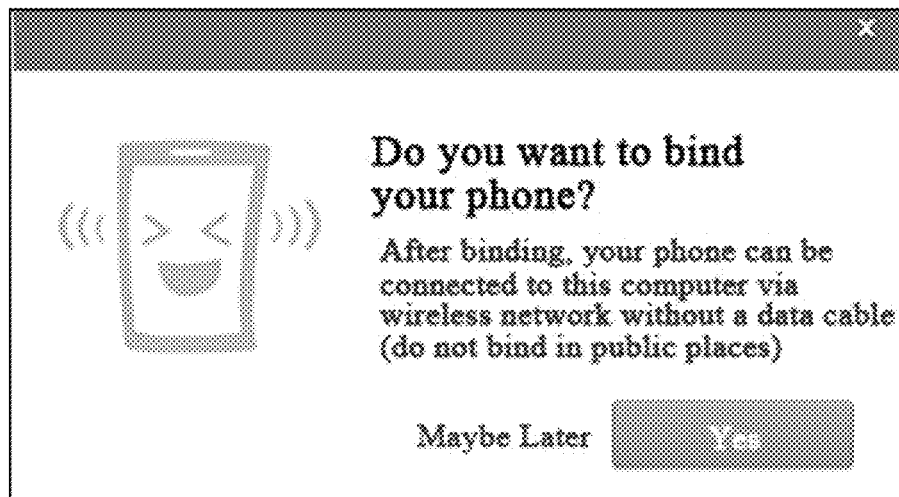 Do you want to bind
your phone?
After binding, your phone can be
connected to this computer via
wireless network without a data cable
(do not bind in public places)
Maybe Later
Yes